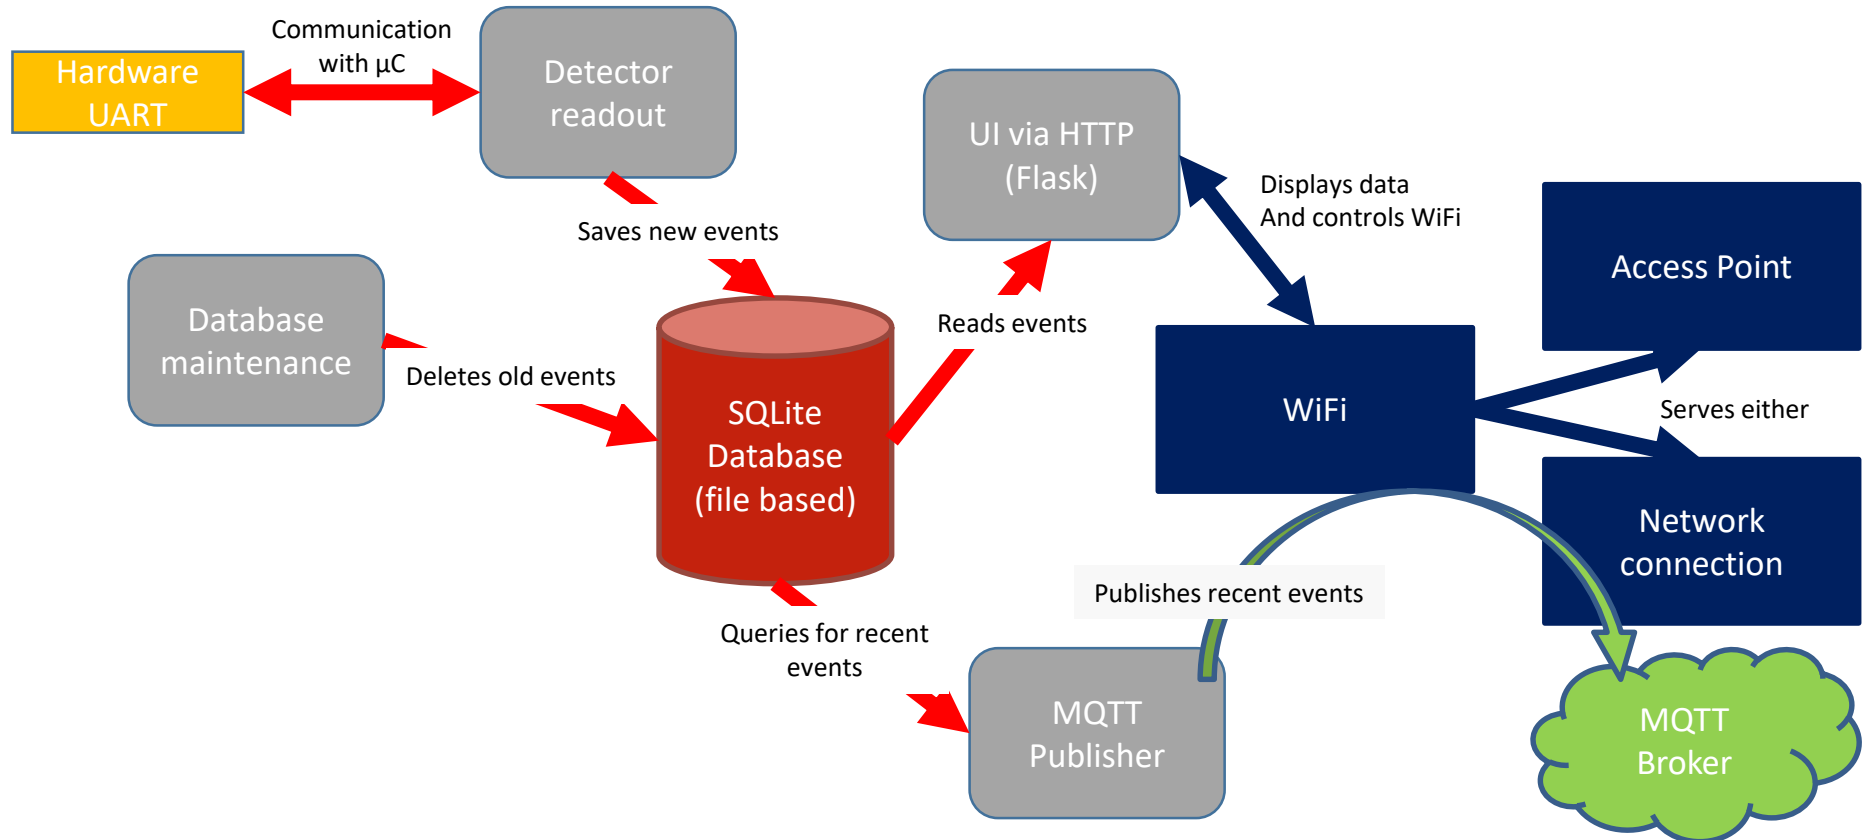 Communication
with µC
Hardware
UART
Detector
readout
UI via HTTP
(Flask)
Displays data
And controls WiFi
Access Point
Saves new events
Database
maintenance
Deletes old events
Reads events
SQLite
Database
(file based)
WiFi
Serves either
Network
connection
Publishes recent events
Queries for recent
events
MQTT
Publisher
MQTT
Broker